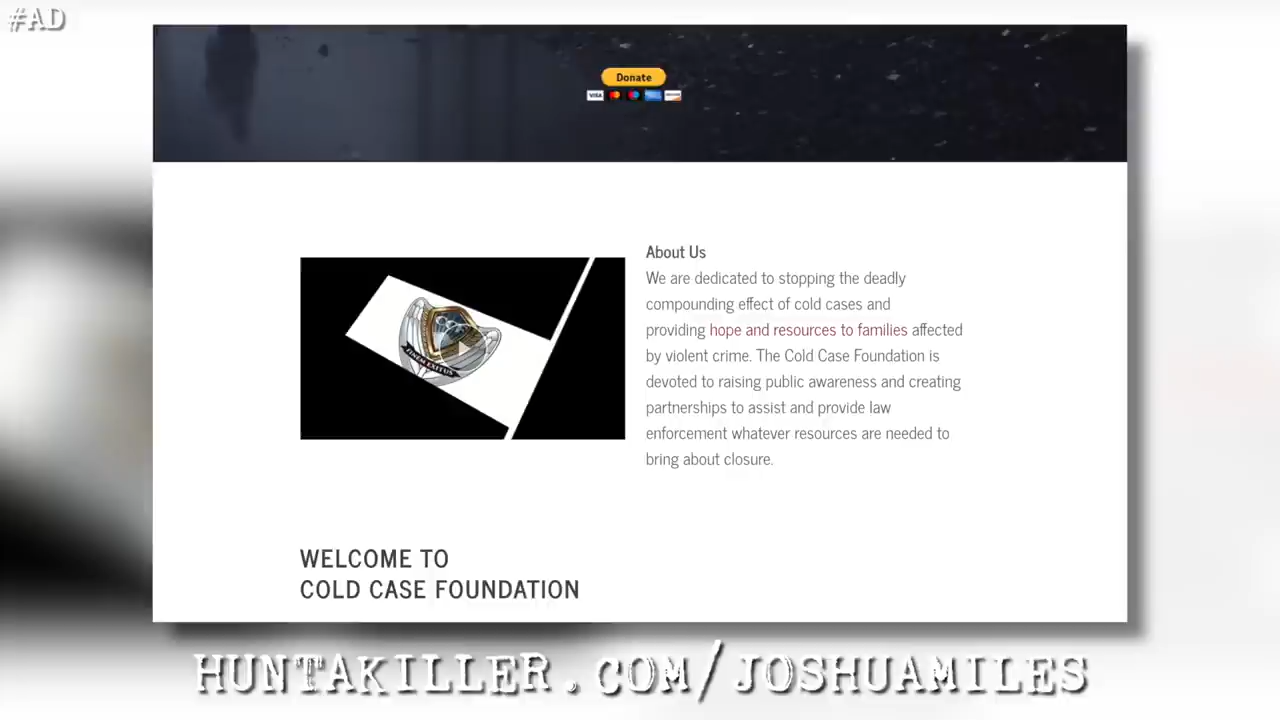 #AD
Donate
VISA
About Us
We are dedicated to stopping the deadly
compounding effect of cold cases and
providing hope and resources to families affected
by violent crime. The Cold Case Foundation is
devoted to raising public awareness and creating
partnerships to assist and provide law
enforcement whatever resources are needed to
bring about closure.
FINEM EXITUS
WELCOME TO
COLD CASE FOUNDATION
HUNTAKILLER.COM/JOSHUAMILES